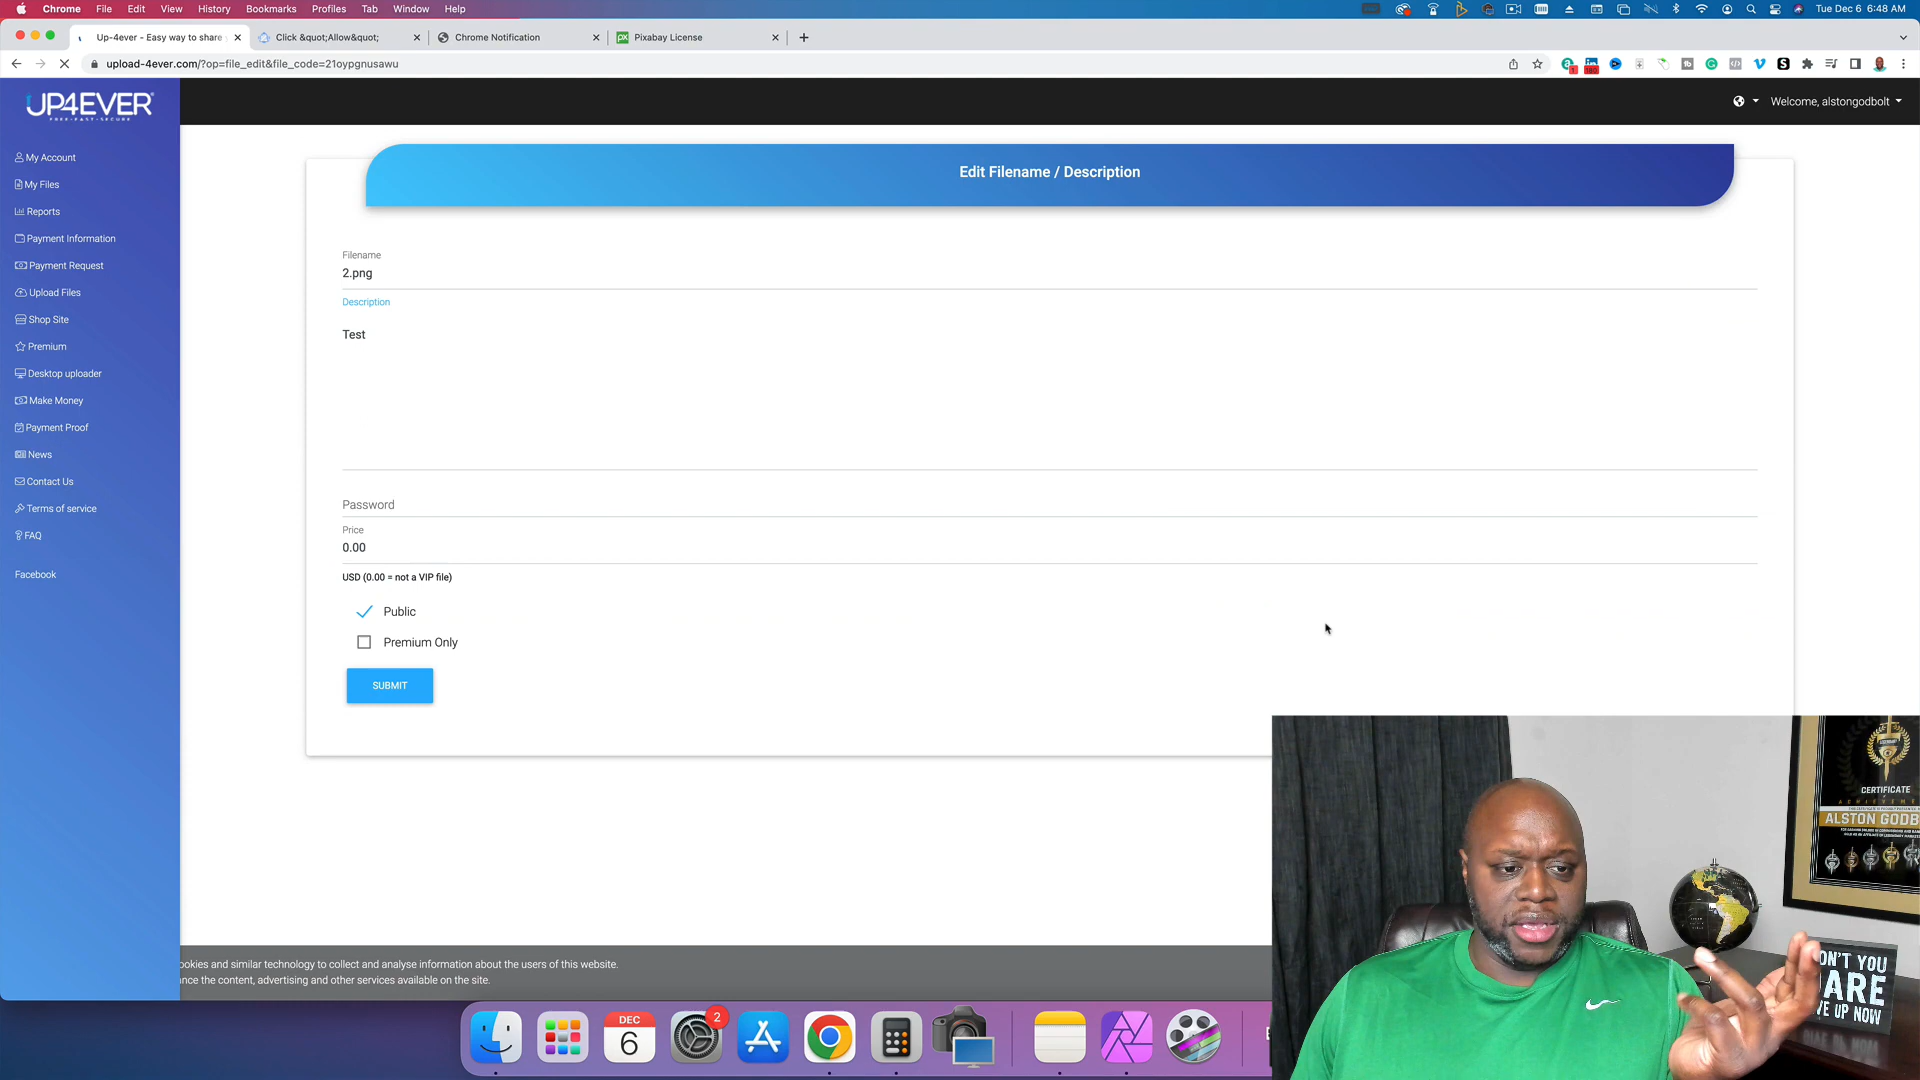 Chrome File Edit View History Bookmarks Profiles Tab Window Help Tue Dec 6 6:48 AM
Up-4ever - Easy way to share Click &quot;Allow&quot; Chrome Notification Pixabay License
upload-4ever.com/?op=file_edit&file_code=21oypgnusawu
UP4EVER
FREE-FAST-SECURE
Welcome, alstongodbolt
My Account
My Files
Reports
Payment Information
Payment Request
Upload Files
Shop Site
Premium
Desktop uploader
Make Money
Payment Proof
News
Contact Us
Terms of service
FAQ
Facebook
Edit Filename / Description
Filename
2.png
Description
Test
Password
Price
0.00
USD (0.00 = not a VIP file)
Public
Premium Only
SUBMIT
ookies and similar technology to collect and analyse information about the users of this website.
nce the content, advertising and other services available on the site.
DEC
6
2
CERTIFICATE
ALSTON GODB
ON'T YOU
ARE
VE UP NOW